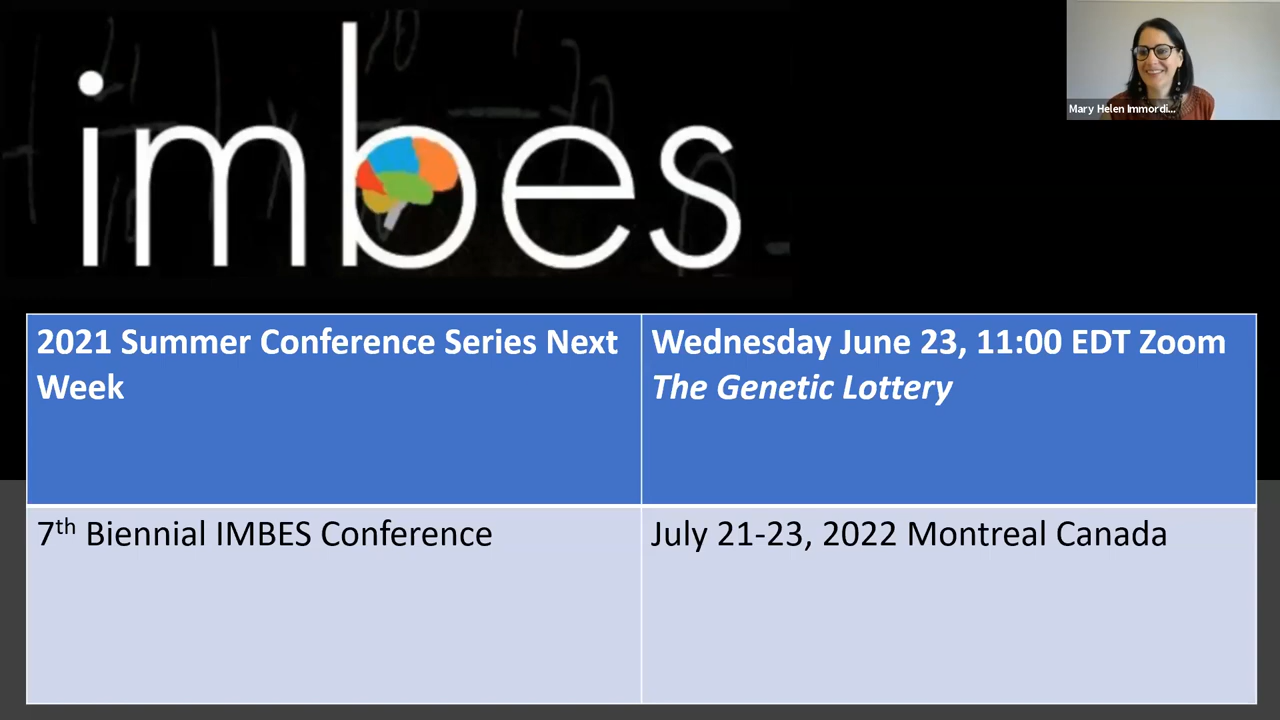 imbes
Mary Helen Immordi...
2021 Summer Conference Series Next
Week
Wednesday June 23, 11:00 EDT Zoom
The Genetic Lottery
7th Biennial IMBES Conference
July 21-23, 2022 Montreal Canada